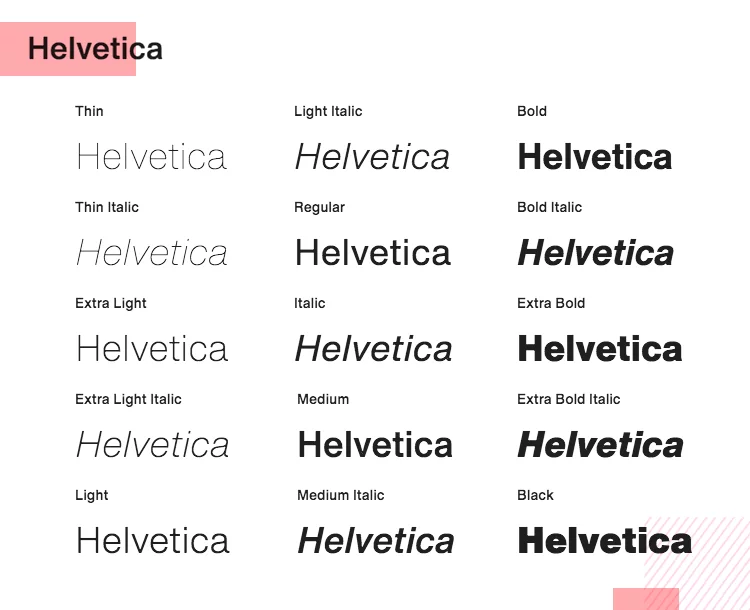 Helvetica
Thin
Helvetica
Thin Italic
Helvetica
Extra Light
Helvetica
Extra Light Italic
Helvetica
Light
Helvetica
Light Italic
Helvetica
Regular
Helvetica
Italic
Helvetica
Medium
Helvetica
Medium Italic
Helvetica
Bold
Helvetica
Bold Italic
Helvetica
Extra Bold
Helvetica
Extra Bold Italic
Helvetica
Black
Helvetica